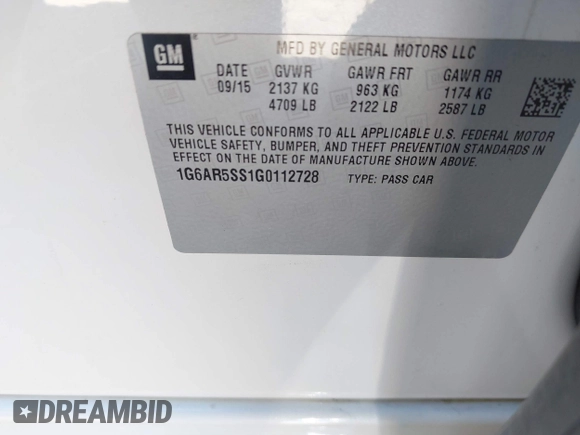 GM
MFD BY GENERAL MOTORS LLC
DATE GVWR GAWR FRT GAWR RR
09/15 2137 KG 963 KG 1174 KG
4709 LB 2122 LB 2587 LB
THIS VEHICLE CONFORMS TO ALL APPLICABLE U.S. FEDERAL MOTOR
VEHICLE SAFETY, BUMPER, AND THEFT PREVENTION STANDARDS IN
EFFECT ON THE DATE OF MANUFACTURE SHOWN ABOVE.
1G6AR5SS1G0112728 TYPE: PASS CAR
DREAMBID